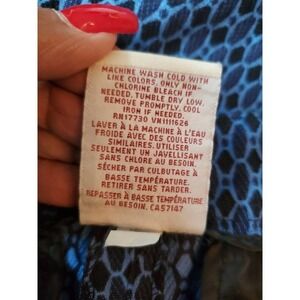 MACHINE WASH COLD WITH
LIKE COLORS, ONLY NON-
CHLORINE BLEACH IF
NEEDED. TUMBLE DRY LOW,
REMOVE PROMPTLY. COOL
IRON IF NEEDED.
RN17730 VN1111626
LAVER À LA MACHINE À L'EAU
FROIDE AVEC DES COULEURS
SIMILAIRES. UTILISER
SEULEMENT UN JAVELLISANT
SANS CHLORE AU BESOIN.
SÉCHER PAR CULBUTAGE À
BASSE TEMPÉRATURE.
RETIRER SANS TARDER.
REPASSER À BASSE TEMPÉRATURE
AU BESOIN. CA57147